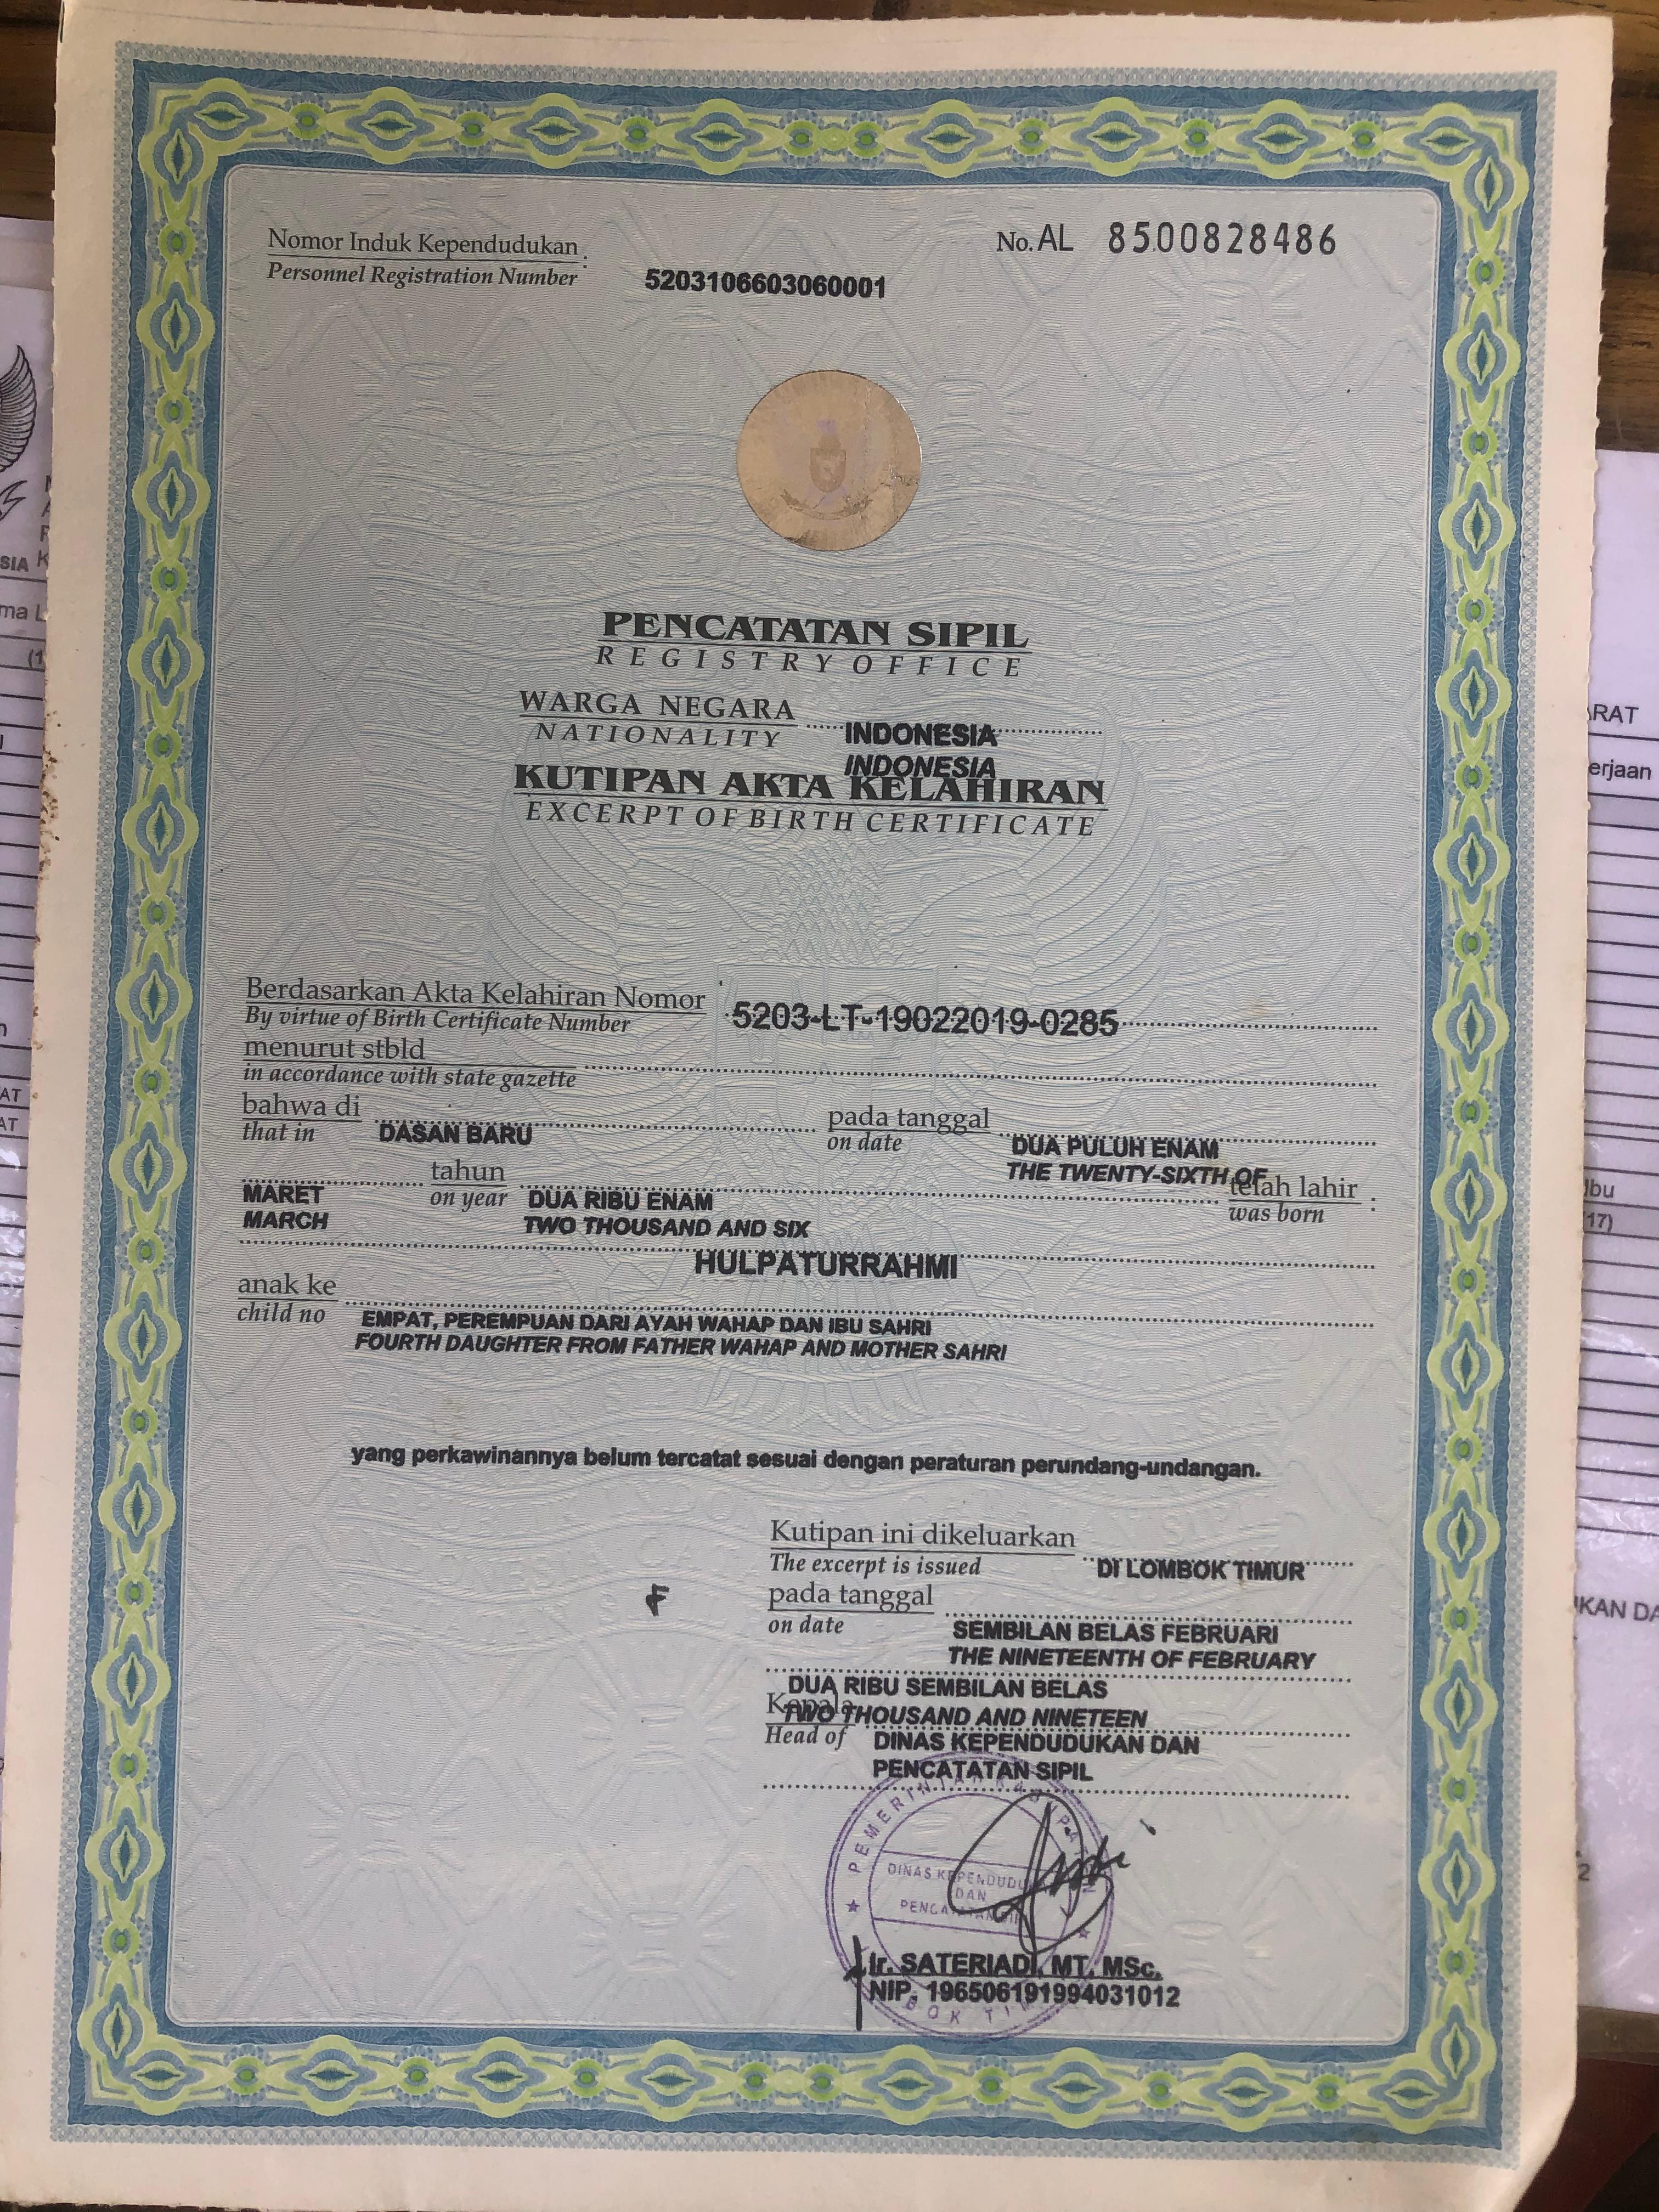 Nomor Induk Kependudukan :
Personnel Registration Number
5203106603060001
No. AL 8500828486
PENCATATAN SIPIL
REGISTRY OFFICE
WARGA NEGARA
NATIONALITY
INDONESIA
INDONESIA
KUTIPAN AKTA KELAHIRAN
EXCERPT OF BIRTH CERTIFICATE
Berdasarkan Akta Kelahiran Nomor
By virtue of Birth Certificate Number
5203-LT-19022019-0285
menurut stbld
in accordance with state gazette
bahwa di
that in
DASAN BARU
pada tanggal
on date
DUA PULUH ENAM
THE TWENTY-SIXTH OF
MARET
MARCH
tahun
on year
DUA RIBU ENAM
TWO THOUSAND AND SIX
telah lahir :
was born
HULPATURRAHMI
anak ke
child no
EMPAT, PEREMPUAN DARI AYAH WAHAP DAN IBU SAHRI
FOURTH DAUGHTER FROM FATHER WAHAP AND MOTHER SAHRI
yang perkawinannya belum tercatat sesuai dengan peraturan perundang-undangan.
Kutipan ini dikeluarkan
The excerpt is issued
DI LOMBOK TIMUR
pada tanggal
on date
SEMBILAN BELAS FEBRUARI
THE NINETEENTH OF FEBRUARY
DUA RIBU SEMBILAN BELAS
TWO THOUSAND AND NINETEEN
Kepala
Head of
DINAS KEPENDUDUKAN DAN
PENCATATAN SIPIL
DINAS KEPENDUDU
DAN
Ir. SATERIADI, MT, MSc.
NIP. 196506191994031012
RAT
erjaan
Ibu
17)